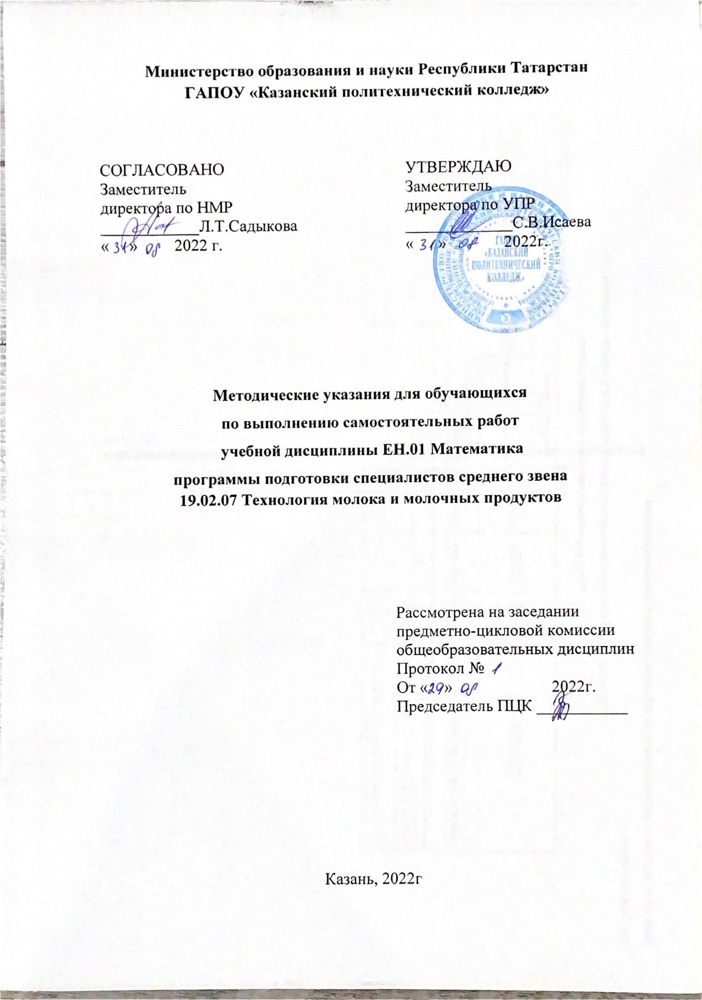 Министерство образования и науки Республики Татарстан
ГАПОУ «Казанский политехнический колледж»
СОГЛАСОВАНО
Заместитель
директора по НМР
____________Л.Т.Садыкова
« 31» 08 2022 г.
УТВЕРЖДАЮ
Заместитель
директора по УПР
_____________С.В.Исаева
« 31» 08 2022г.
«КАЗАНСКИЙ
ПОЛИТЕХНИЧЕСКИЙ
КОЛЛЕДЖ»
Методические указания для обучающихся
по выполнению самостоятельных работ
учебной дисциплины ЕН.01 Математика
программы подготовки специалистов среднего звена
19.02.07 Технология молока и молочных продуктов
Рассмотрена на заседании
предметно-цикловой комиссии
общеобразовательных дисциплин
Протокол № 1
От «29» 08 2022г.
Председатель ПЦК ___________
Казань, 2022г